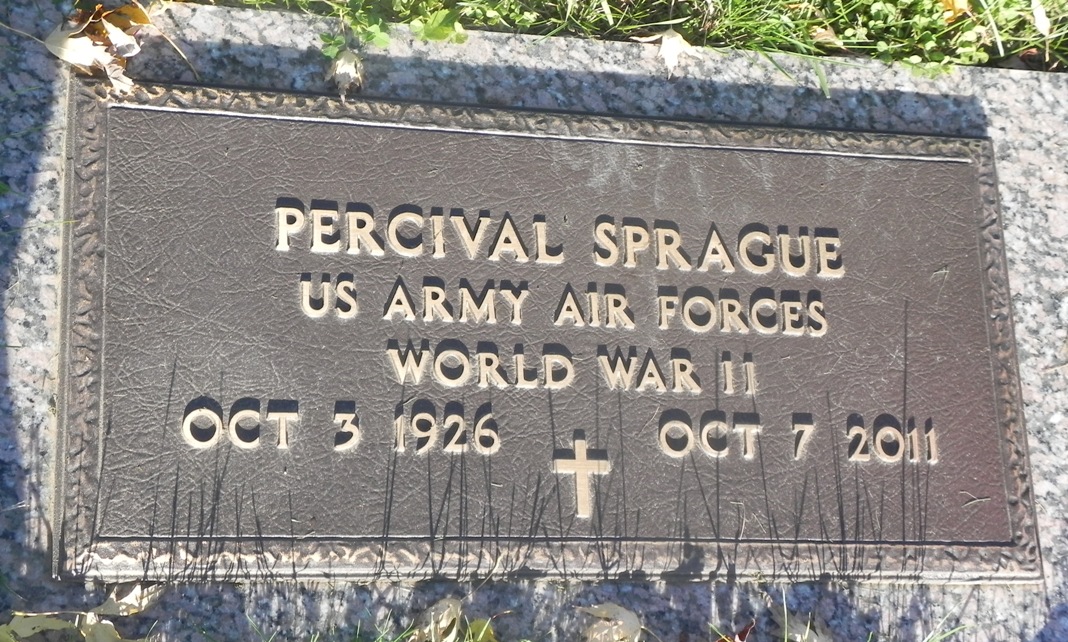 PERCIVAL SPRAGUE
US ARMY AIR FORCES
WORLD WAR II
OCT 3 1926 OCT 7 2011